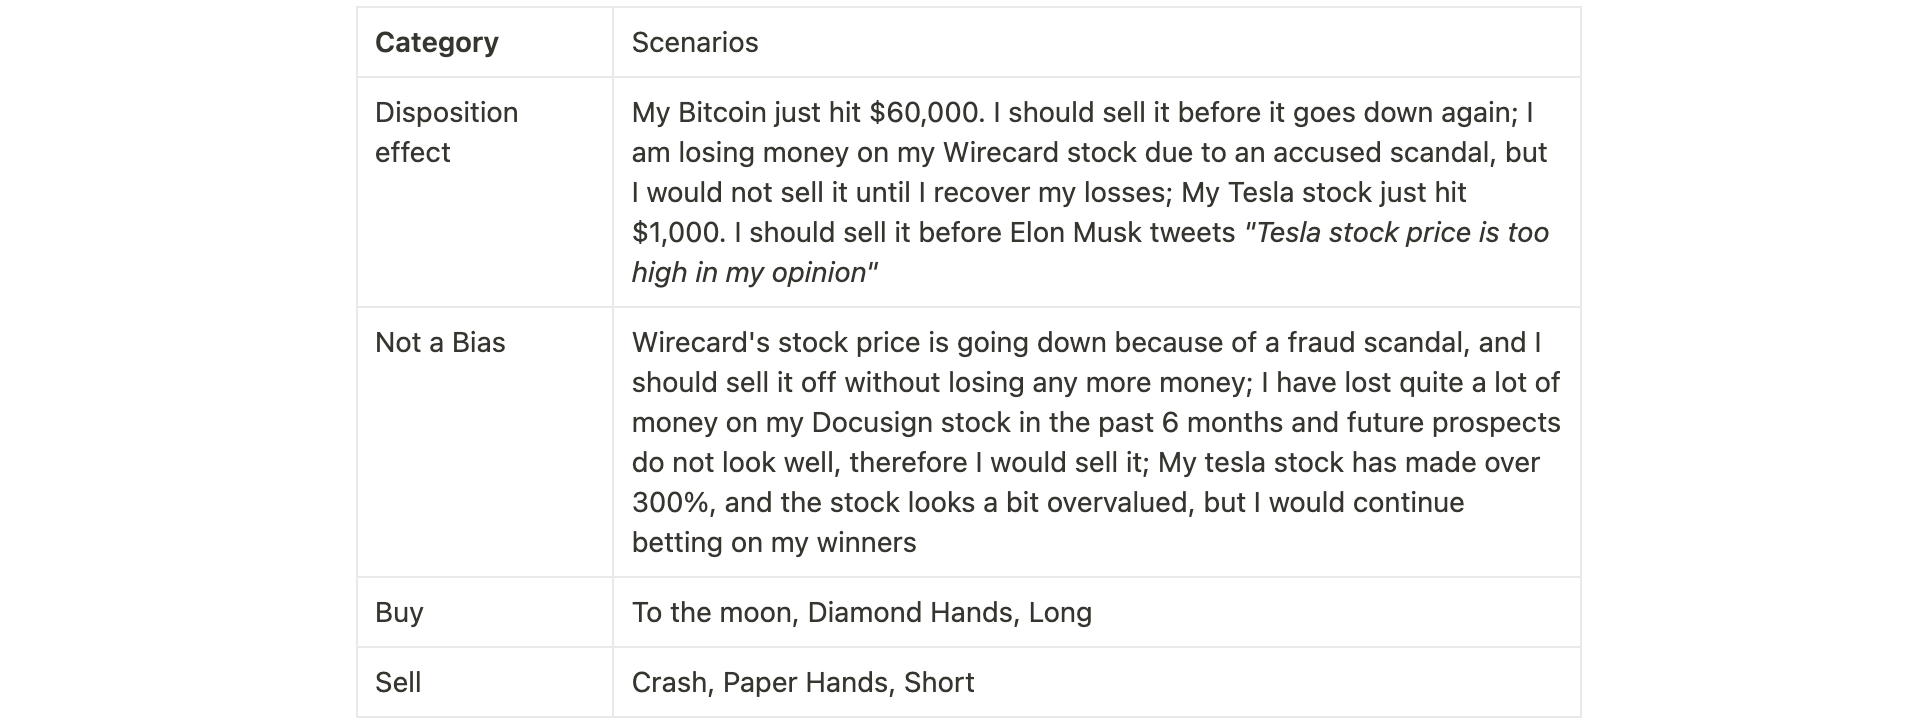 Category
Scenarios
Disposition
effect
My Bitcoin just hit $60,000. I should sell it before it goes down again; I
am losing money on my Wirecard stock due to an accused scandal, but
I would not sell it until I recover my losses; My Tesla stock just hit
$1,000. I should sell it before Elon Musk tweets "Tesla stock price is too
high in my opinion"
Not a Bias
Wirecard's stock price is going down because of a fraud scandal, and I
should sell it off without losing any more money; I have lost quite a lot of
money on my Docusign stock in the past 6 months and future prospects
do not look well, therefore I would sell it; My tesla stock has made over
300%, and the stock looks a bit overvalued, but I would continue
betting on my winners
Buy
To the moon, Diamond Hands, Long
Sell
Crash, Paper Hands, Short